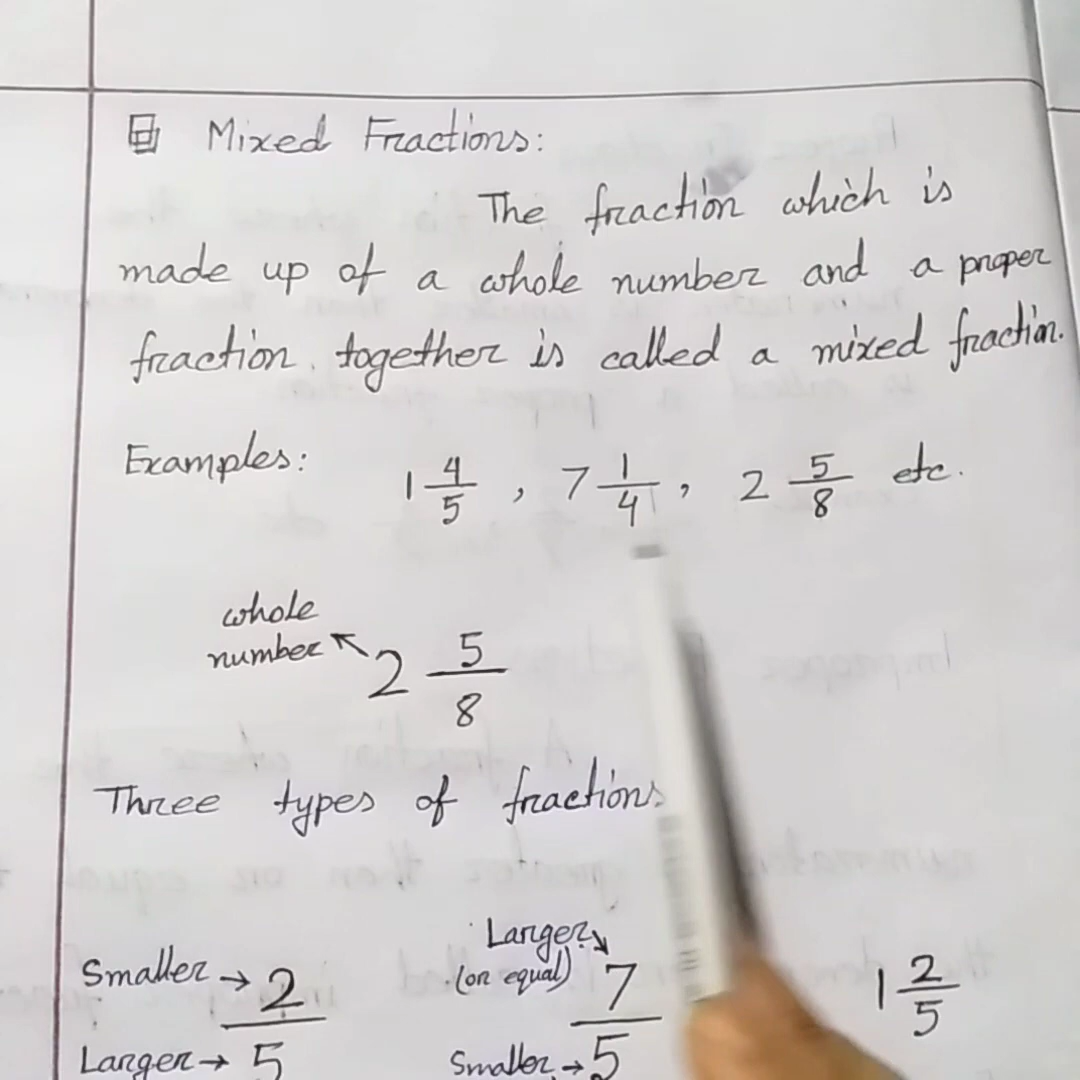 Mixed Fractions:
The fraction which is
made up of a whole number and a proper
fraction together is called a mixed fraction.
Examples: 1 4/5 , 7 1/4 , 2 5/8 etc.
whole
number 2 5/8
Three types of fractions
Larger
Smaller → 2 (or equal) 7 1 2/5
Larger → 5 Smaller → 5